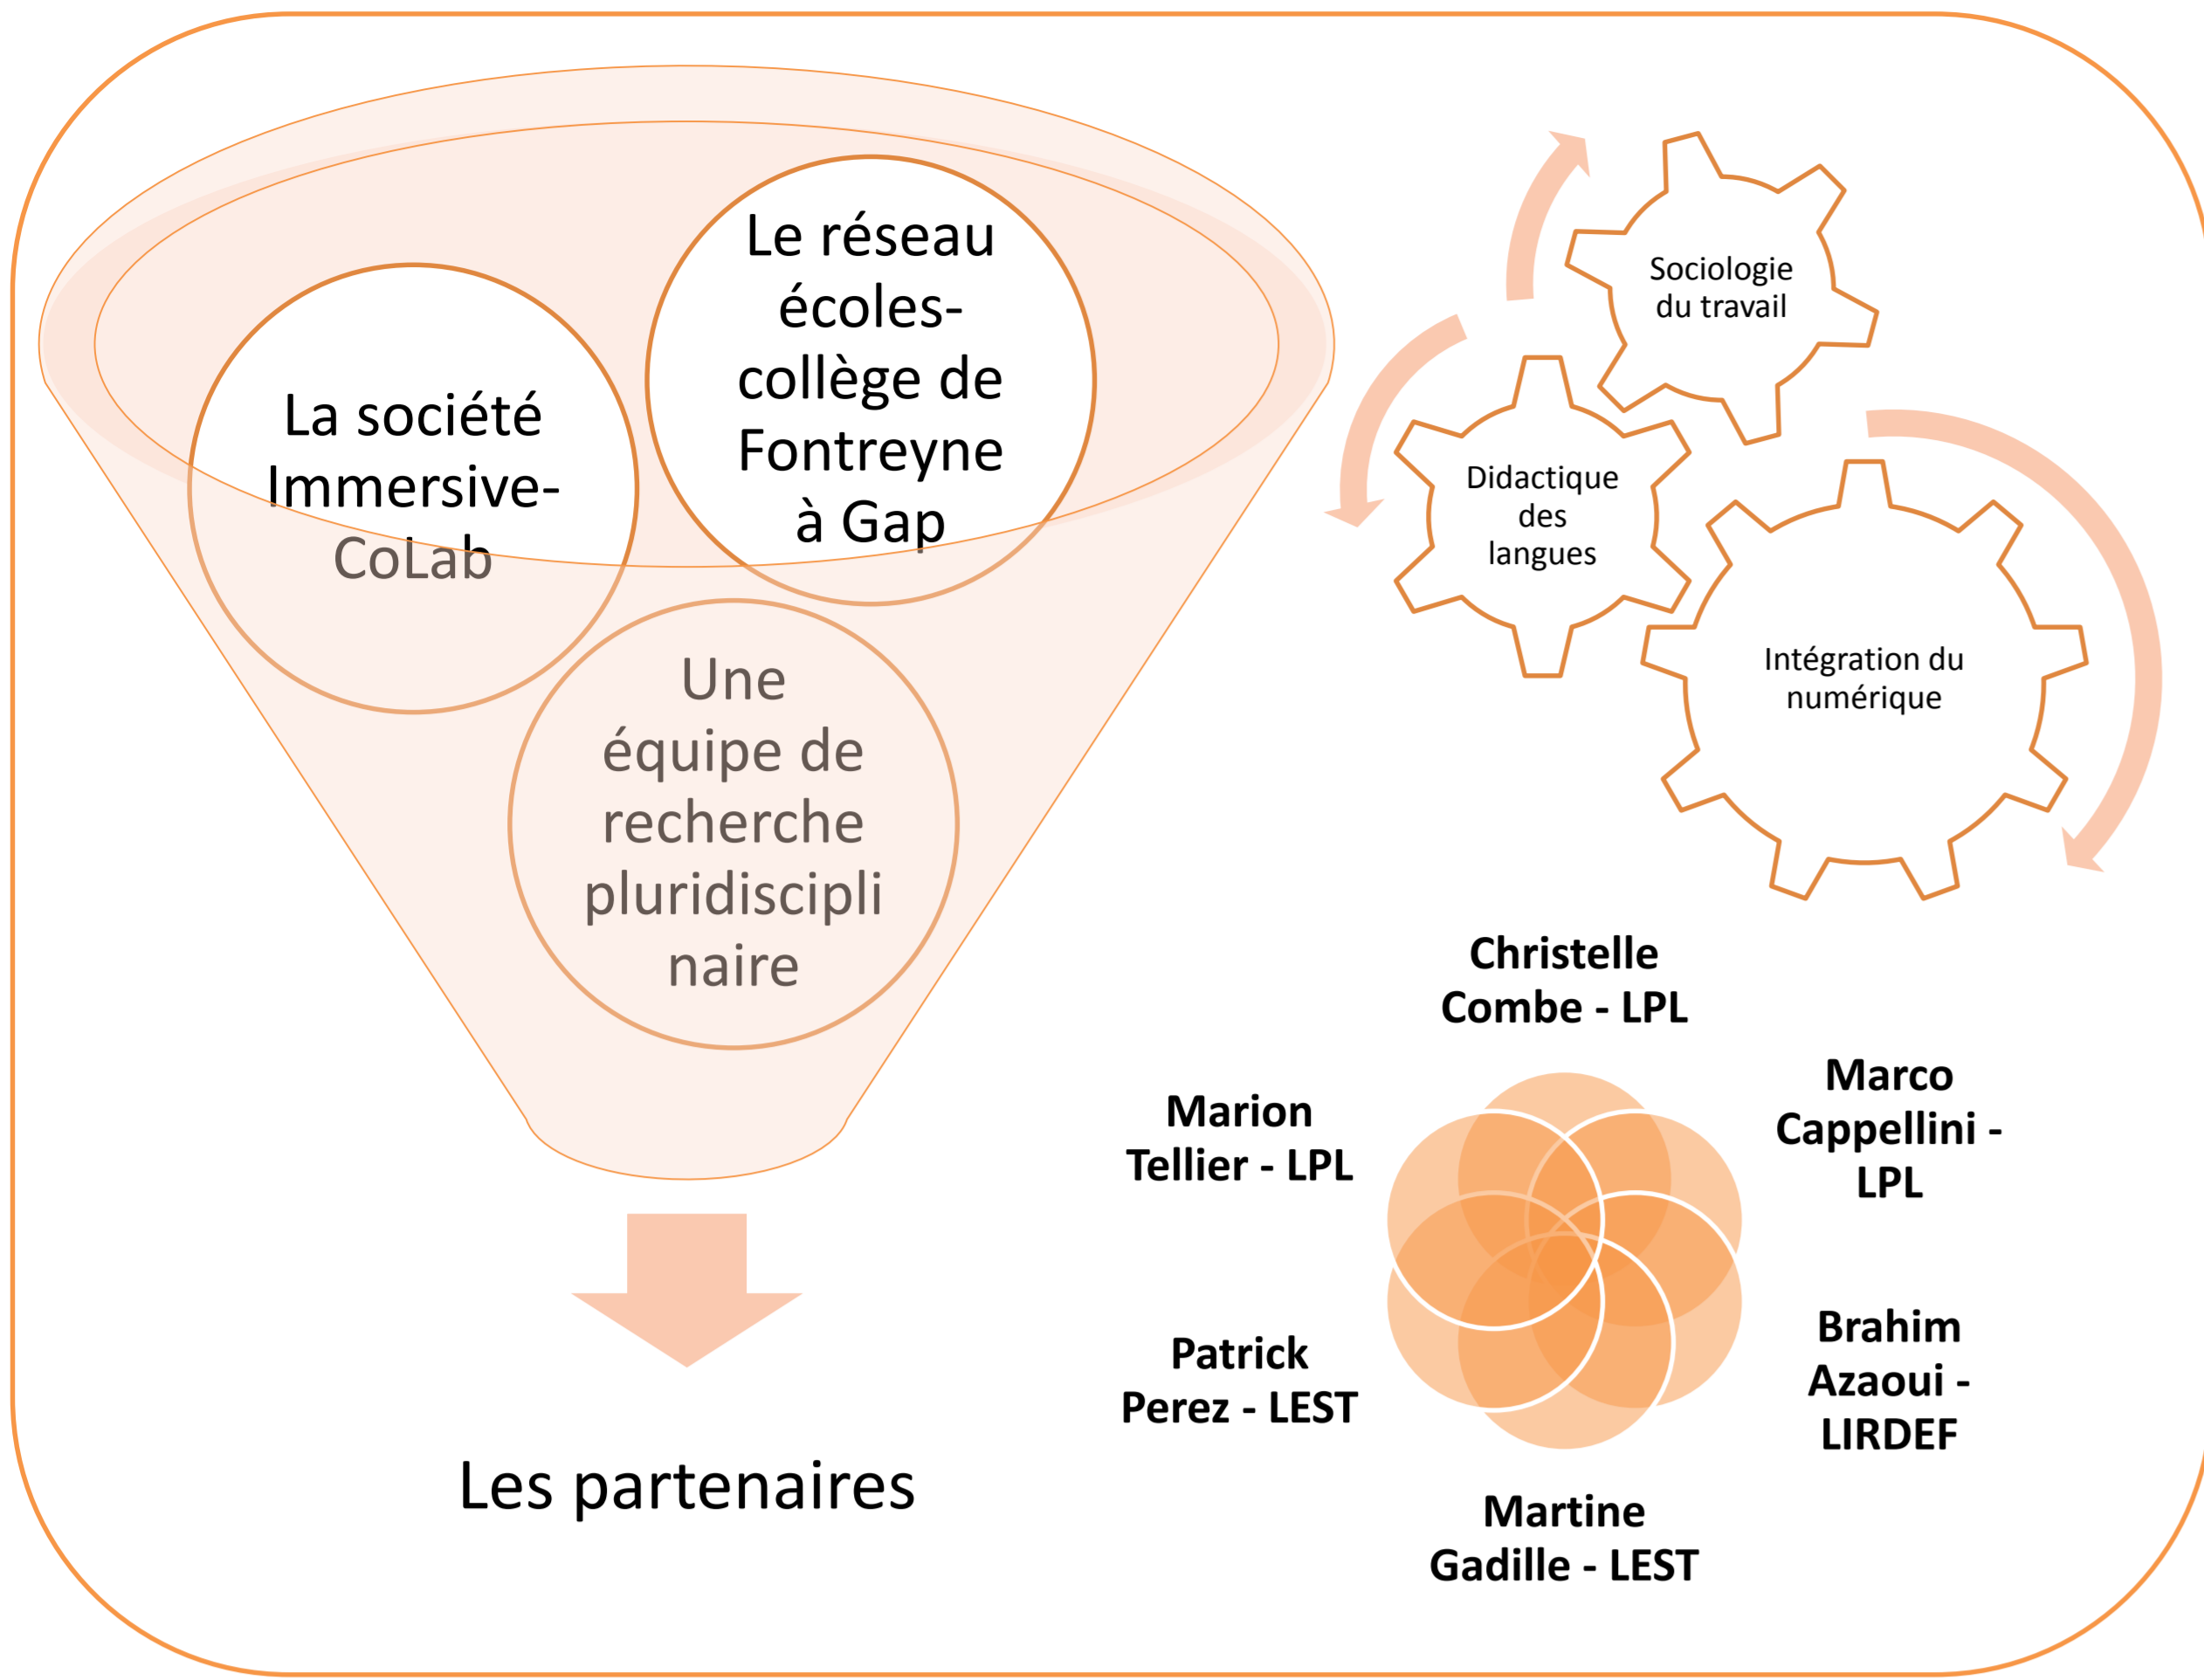 Le réseau
écoles-
collège de
Fontreyne
à Gap
La société
Immersive-
CoLab
Une
équipe de
recherche
pluridiscipli
naire
Les partenaires
Sociologie
du travail
Didactique
des
langues
Intégration du
numérique
Christelle
Combe - LPL
Marco
Cappellini -
LPL
Brahim
Azaoui -
LIRDEF
Martine
Gadille - LEST
Patrick
Perez - LEST
Marion
Tellier - LPL